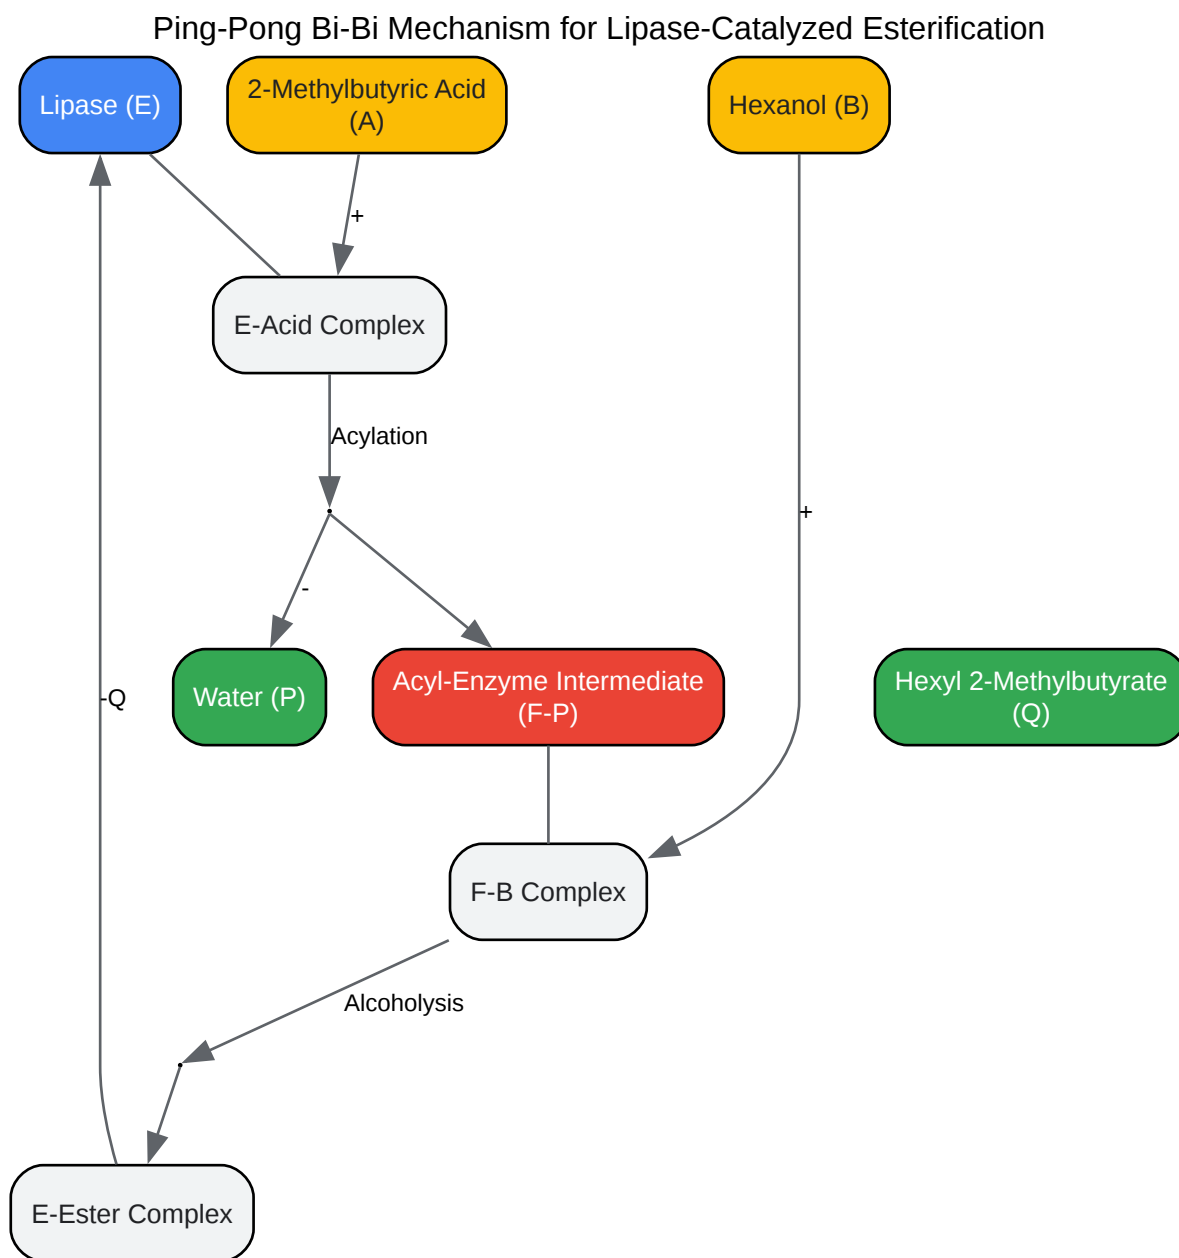 Ping-Pong Bi-Bi Mechanism for Lipase-Catalyzed Esterification
Lipase (E)
2-Methylbutyric Acid
(A)
Hexanol (B)
+
E-Acid Complex
Acylation
+
-
Water (P)
Acyl-Enzyme Intermediate
(F-P)
Hexyl 2-Methylbutyrate
(Q)
-Q
F-B Complex
Alcoholysis
E-Ester Complex